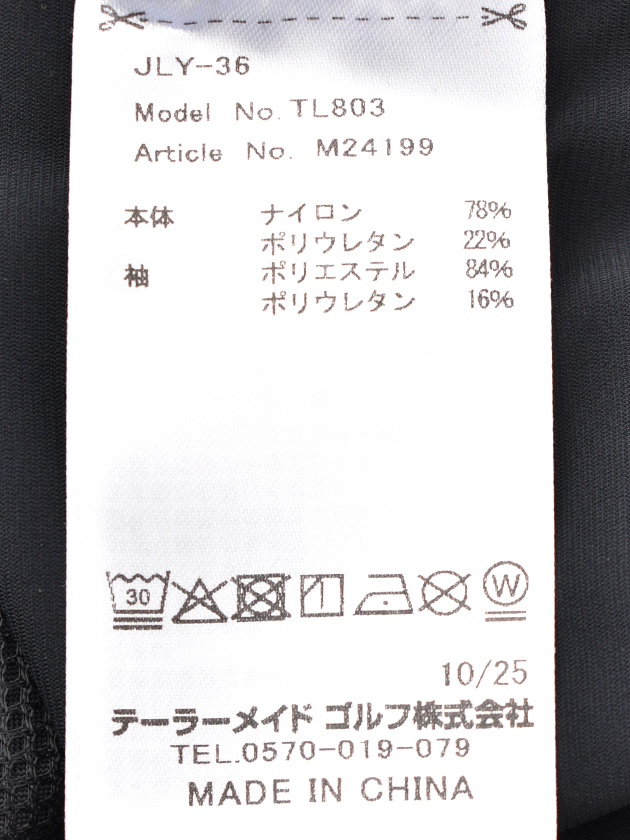 JLY-36
Model No. TL803
Article No. M24199
本体 ナイロン 78%
ポリウレタン 22%
袖 ポリエステル 84%
ポリウレタン 16%
30 W
10/25
テーラーメイド ゴルフ株式会社
TEL.0570-019-079
MADE IN CHINA